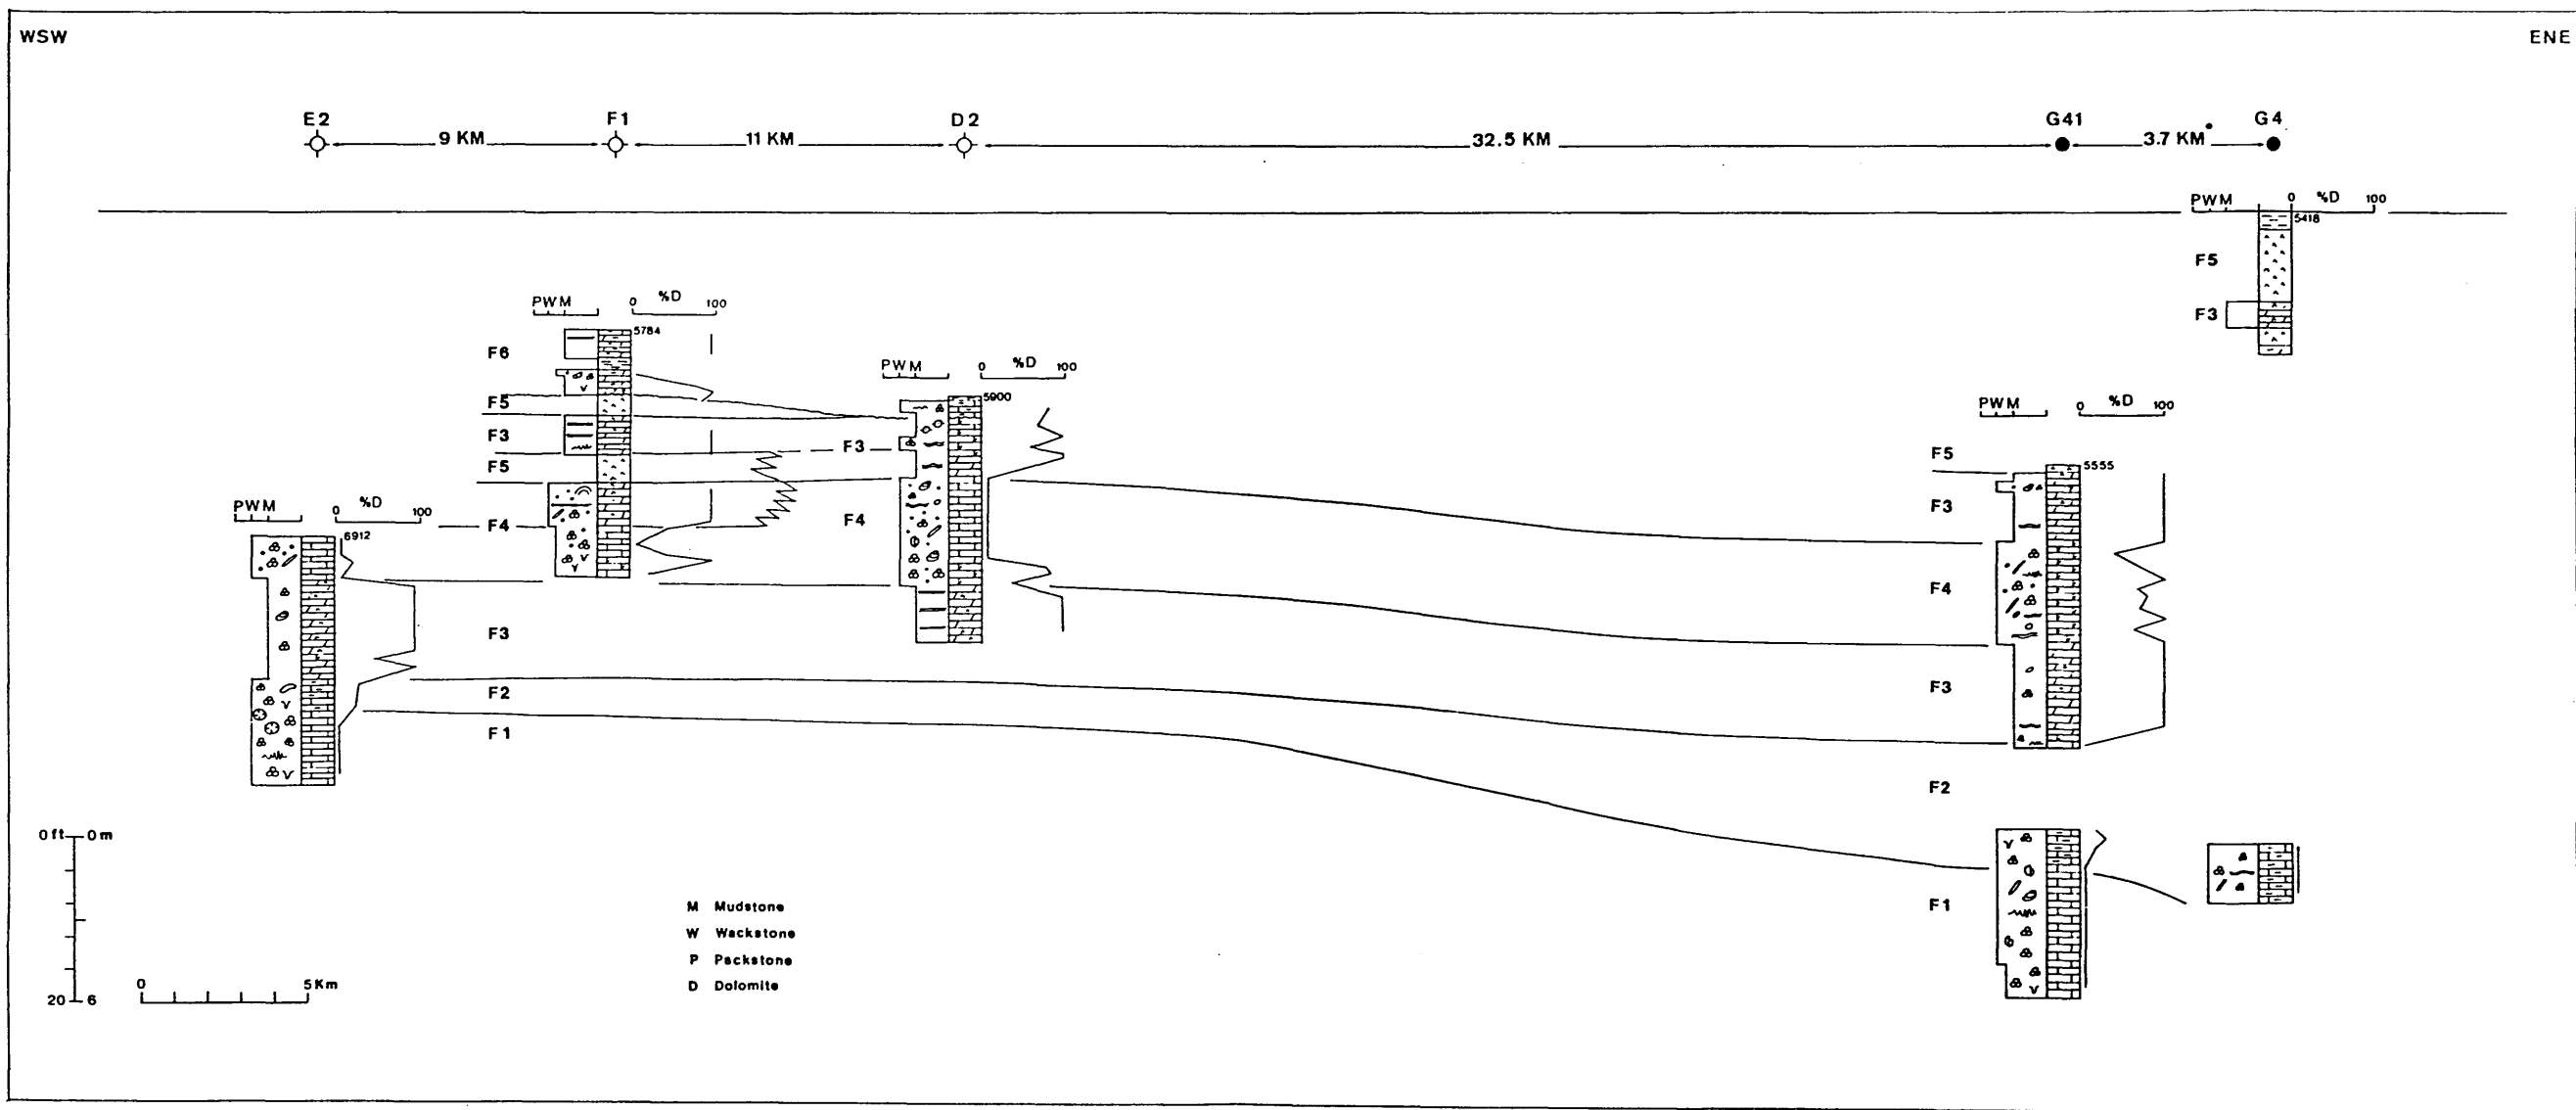 WSW ENE
E2 F1 D2 G41 G4
9 KM 11 KM 32.5 KM 3.7 KM
PWM 0 %D 100
5418
F5
F3
PWM 0 %D 100
5784
F6
F5
F3
F5
F4
PWM 0 %D 100
5900
F3
F4
PWM 0 %D 100
6912
F3
F2
F1
PWM 0 %D 100
5555
F5
F3
F4
F3
F2
F1
0 ft 0 m
20 6
0 5 Km
M Mudstone
W Wackstone
P Packstone
D Dolomite